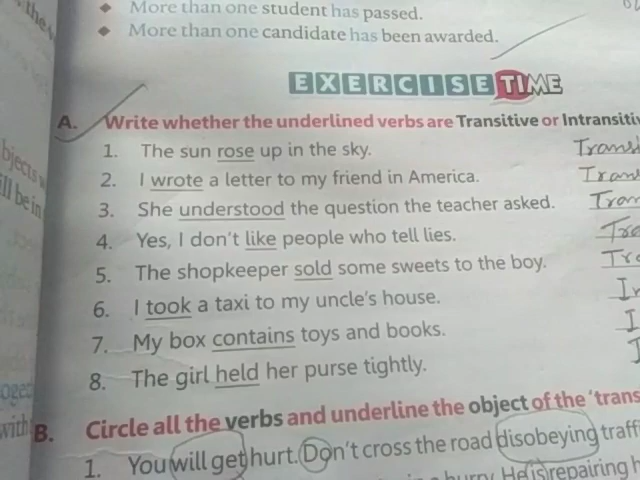 More than one student has passed.
More than one candidate has been awarded.
EXERCISE TIME
A. Write whether the underlined verbs are Transitive or
1. The sun rose up in the sky.
2. I wrote a letter to my friend in America.
3. She understood the question the teacher asked.
4. Yes, I don't like people who tell lies.
5. The shopkeeper sold some sweets to the boy.
6. I took a taxi to my uncle's house.
7. My box contains toys and books.
8. The girl held her purse tightly.
B. Circle all the verbs and underline the object of the
1. You will get hurt. Don't cross the road disobeying
He is repairing